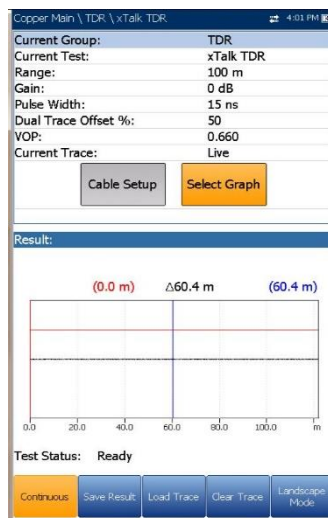 Copper Main \ TDR \ xTalk TDR 4:01 PM
Current Group: TDR
Current Test: xTalk TDR
Range: 100 m
Gain: 0 dB
Pulse Width: 15 ns
Dual Trace Offset %: 50
VOP: 0.660
Current Trace: Live
Cable Setup Select Graph
Result:
(0.0 m) △60.4 m (60.4 m)
0.0 20.0 40.0 60.0 80.0 100.0 m
Test Status: Ready
Continuous Save Result Load Trace Clear Trace Landscape Mode